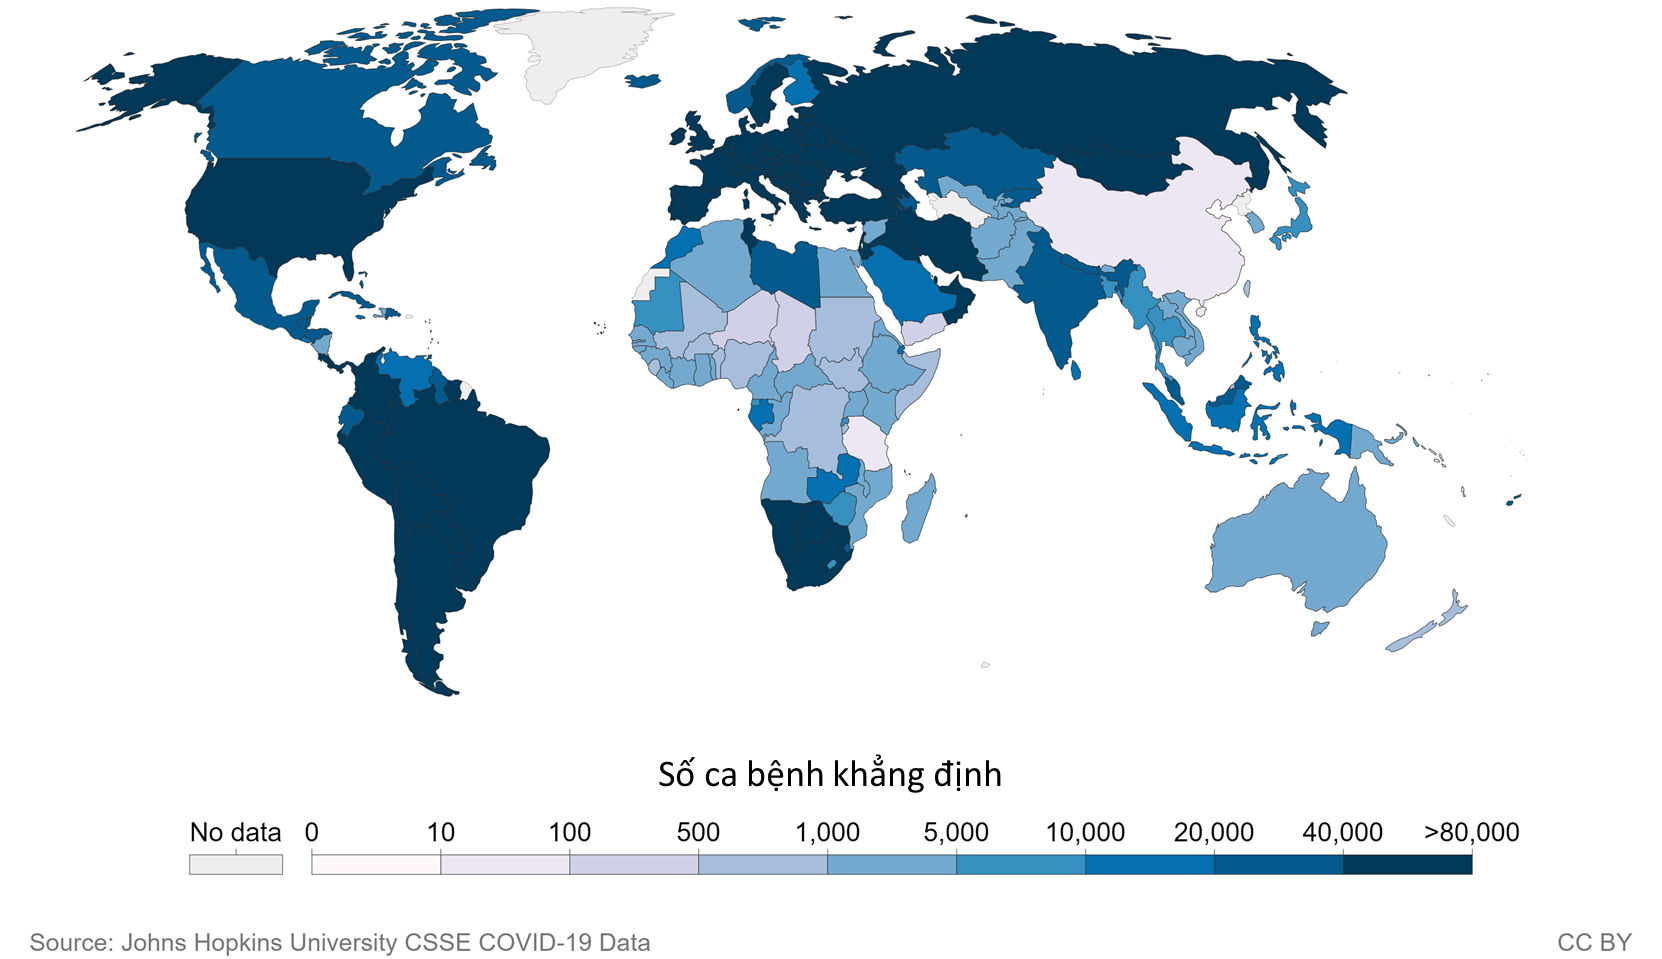 Số ca bệnh khẳng định
No data 0 10 100 500 1,000 5,000 10,000 20,000 40,000 >80,000
Source: Johns Hopkins University CSSE COVID-19 Data CC BY